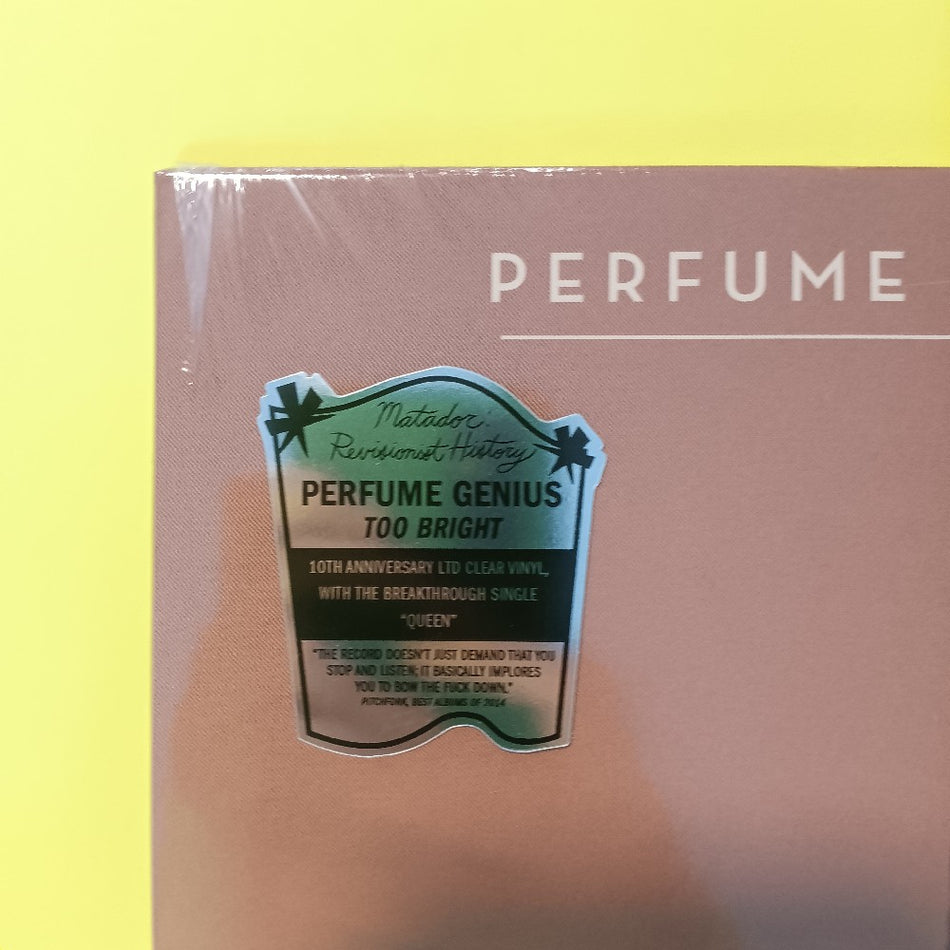 PERFUME
Matador:
Revisionist History
PERFUME GENIUS
TOO BRIGHT
10TH ANNIVERSARY LTD CLEAR VINYL,
WITH THE BREAKTHROUGH SINGLE
"QUEEN"
"THE RECORD DOESN'T JUST DEMAND THAT YOU
STOP AND LISTEN; IT BASICALLY IMPLORES
YOU TO BOW THE FUCK DOWN."
PITCHFORK, BEST ALBUMS OF 2014